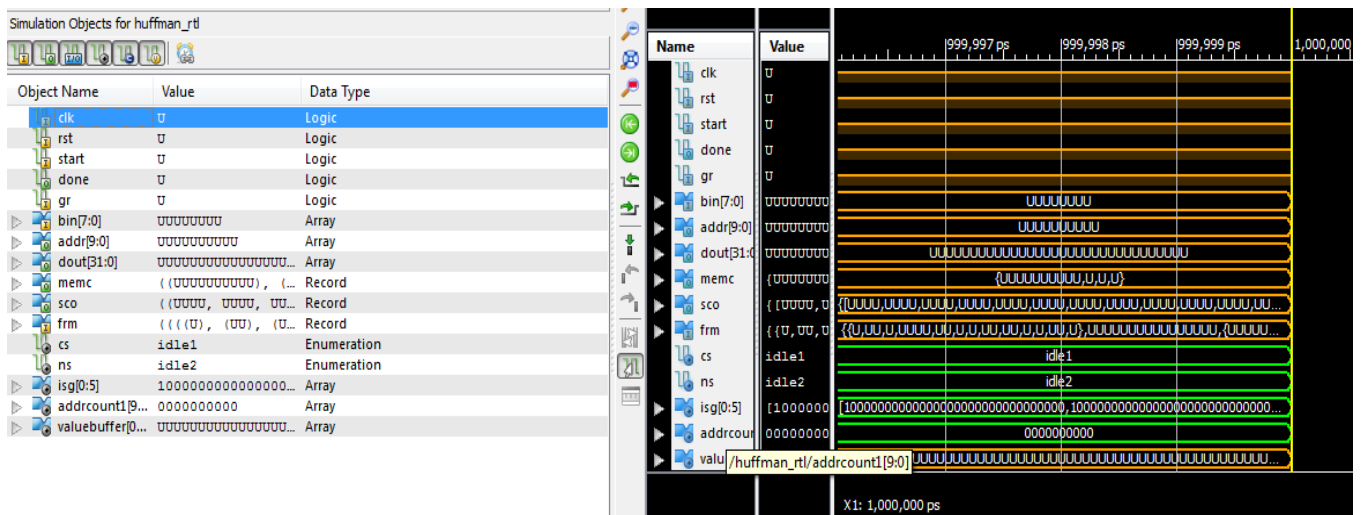 Simulation Objects for huffman_rtl
Object Name Value Data Type
clk U Logic
rst U Logic
start U Logic
done U Logic
gr U Logic
bin[7:0] UUUUUUUU Array
addr[9:0] UUUUUUUUUU Array
dout[31:0] UUUUUUUUUUUUUUUU... Array
memc ((UUUUUUUUUU), (... Record
sco ((UUUU, UUUU, UU... Record
frm ((((U), (UU), (U... Record
cs idle1 Enumeration
ns idle2 Enumeration
isg[0:5] 1000000000000000... Array
addrcount1[9... 0000000000 Array
valuebuffer[0... UUUUUUUUUUUUUUUU... Array
Name Value 999,997 ps 999,998 ps 999,999 ps 1,000,000
clk U
rst U
start U
done U
gr U
bin[7:0] UUUUUUUU UUUUUUUU
addr[9:0] UUUUUUUU UUUUUUUUUU
dout[31:0 UUUUUUUU UUUUUUUUUUUUUUUUUUUUUUUUUUUUUUUU
memc {UUUUUUU {UUUUUUUUUU,U,U,U}
sco {[UUUU,U {[UUUU,UUUU,UUUU,UUUU,UUUU,UUUU,UUUU,UUUU,UUUU,UUUU,UUUU,UU...
frm {{U,UU,U {{U,UU,U,UUUU,UU,U,U,UU,UU,U,U,UU,U},UUUUUUUUUUUUUUUU,{UUUUU...
cs idle1 idle1
ns idle2 idle2
isg[0:5] [1000000 [10000000000000000000000000000000,10000000000000000000000000...
addrcour 00000000 0000000000
valu /huffman_rtl/addrcount1[9:0] UUUUUUUUUUUUUUUUUUUUUUUUUUUUUUUUUUUUUUUUUUUU...
X1: 1,000,000 ps